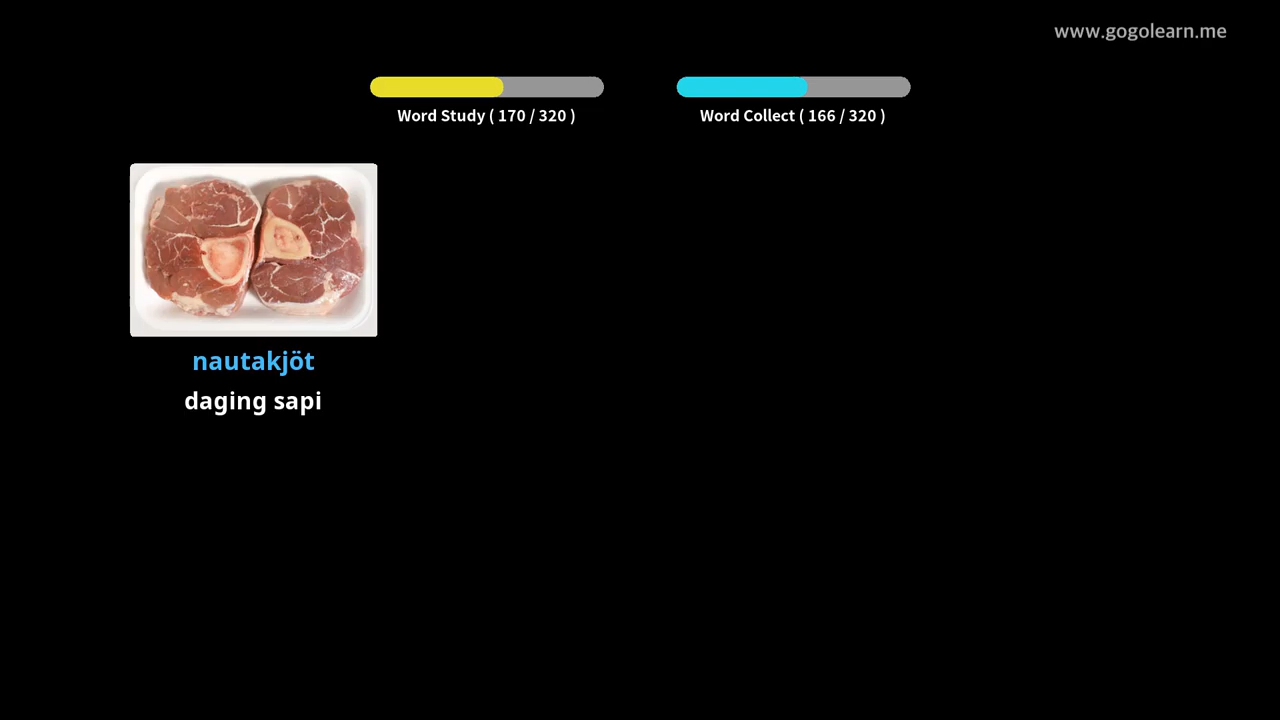 www.gogolearn.me
Word Study ( 170 / 320 )
Word Collect ( 166 / 320 )
nautakjöt
daging sapi